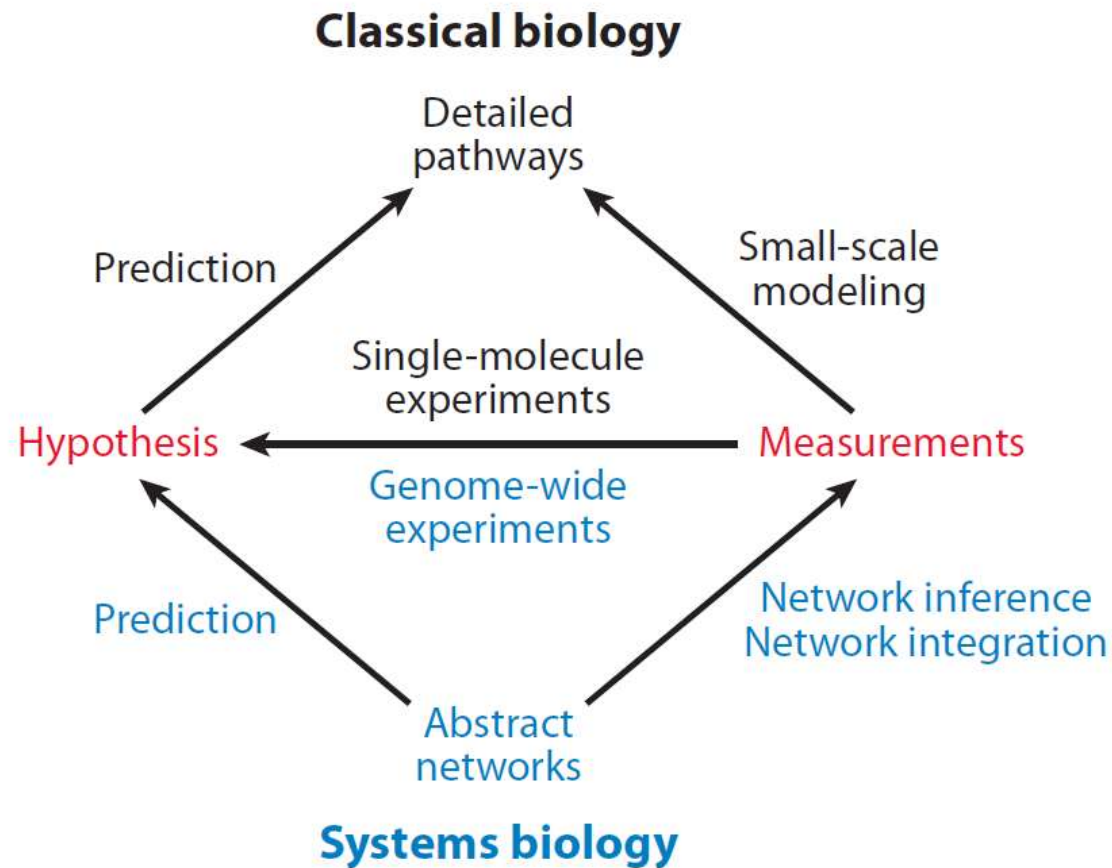 Classical biology
Detailed
pathways
Prediction
Small-scale
modeling
Single-molecule
experiments
Hypothesis
Measurements
Genome-wide
experiments
Prediction
Network inference
Network integration
Abstract
networks
Systems biology